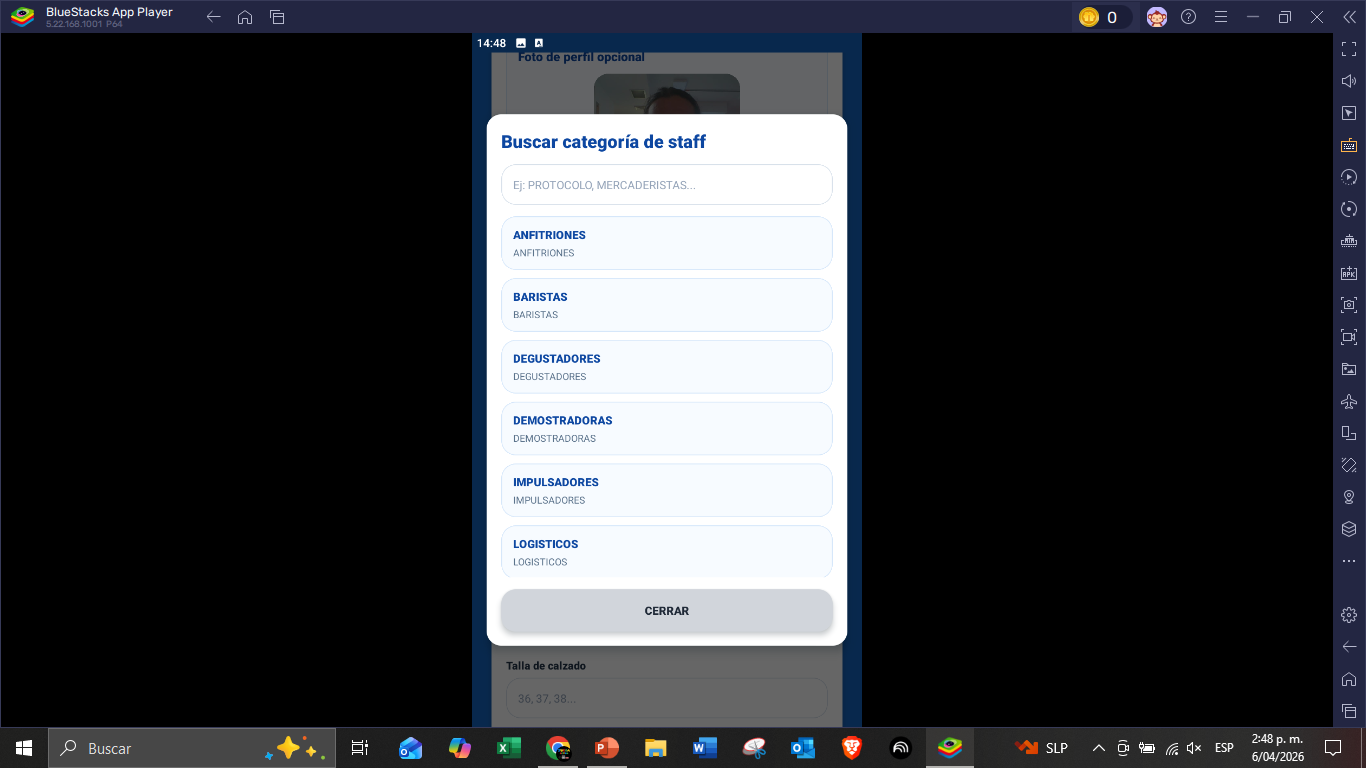 BlueStacks App Player
5.22.168.1001 P64
0
14:48
Foto de perfil opcional
Buscar categoría de staff
Ej: PROTOCOLO, MERCADERISTAS...
ANFITRIONES
ANFITRIONES
BARISTAS
BARISTAS
DEGUSTADORES
DEGUSTADORES
DEMOSTRADORAS
DEMOSTRADORAS
IMPULSADORES
IMPULSADORES
LOGISTICOS
LOGISTICOS
CERRAR
Talla de calzado
36, 37, 38...
Buscar
SLP
ESP
2:48 p. m.
6/04/2026